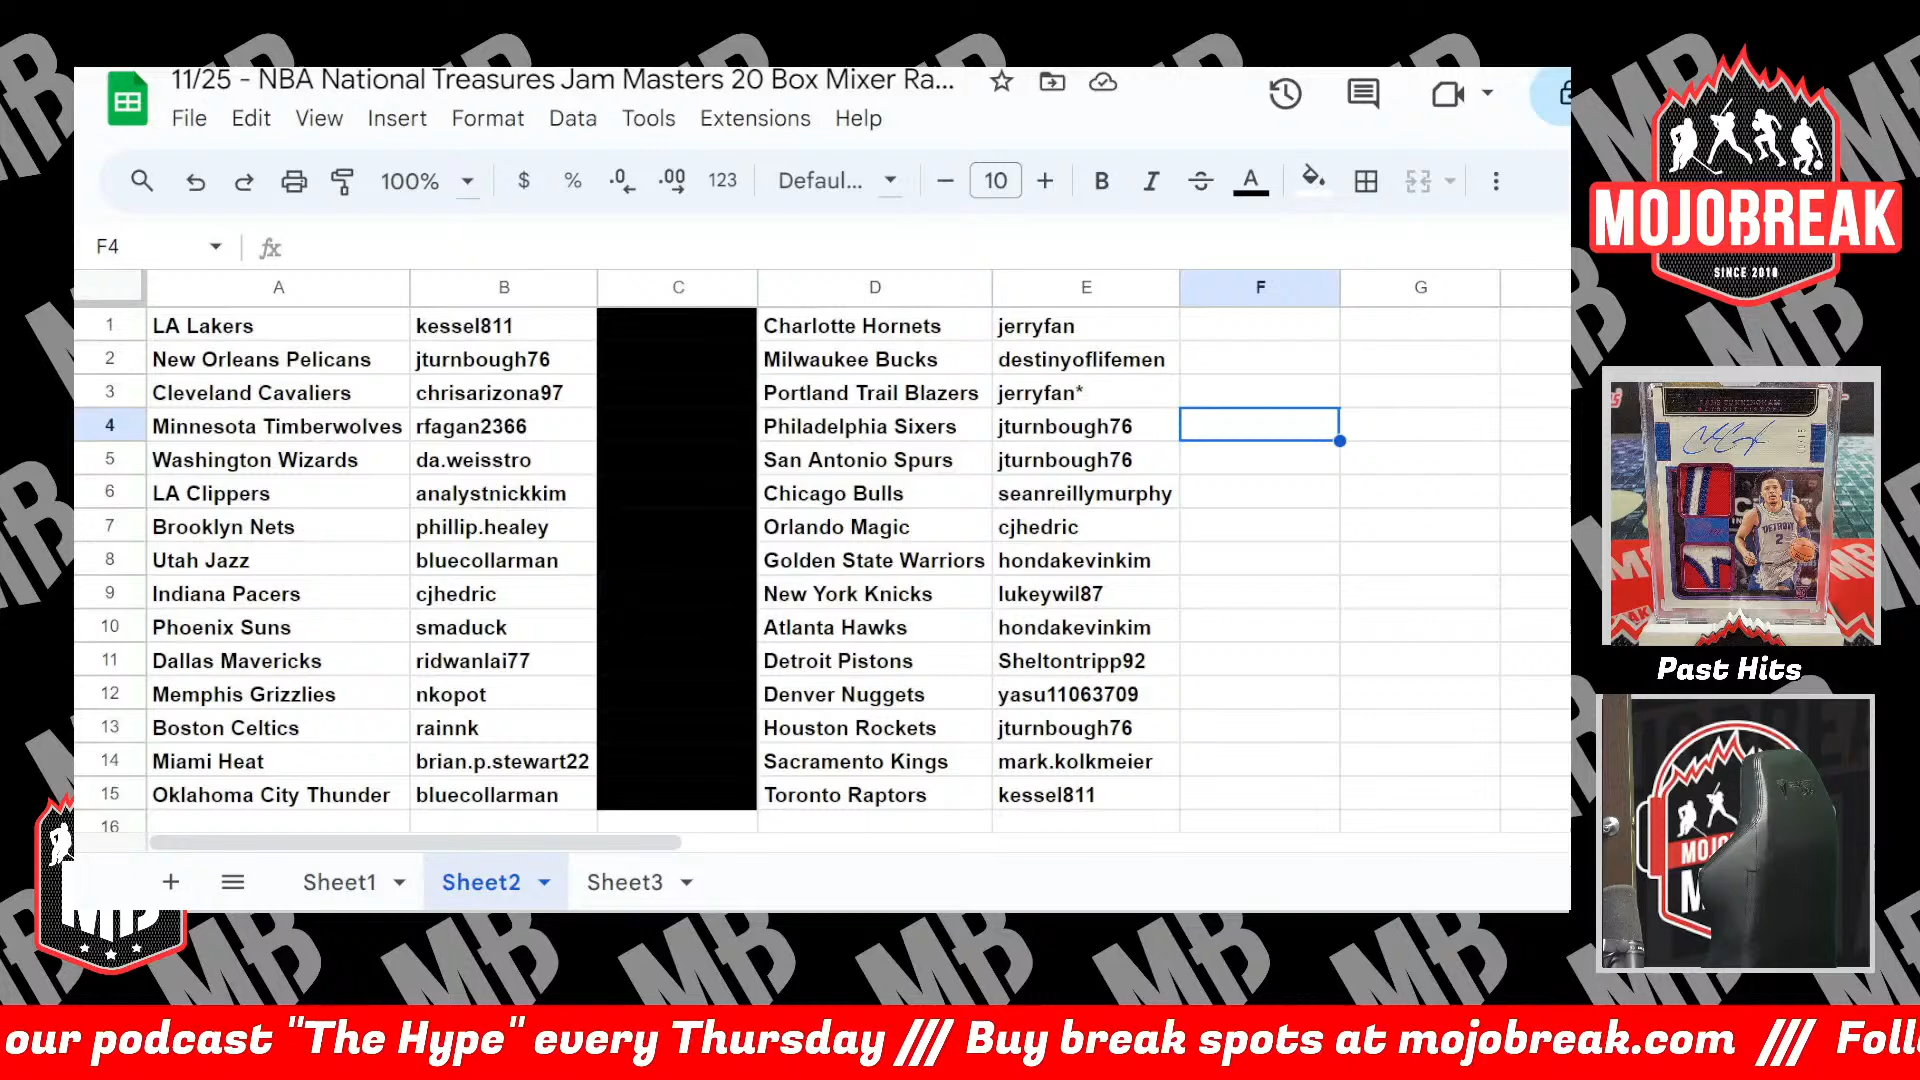 11/25 - NBA National Treasures Jam Masters 20 Box Mixer Ra...
File Edit View Insert Format Data Tools Extensions Help
100% $ % .0 .00 123 Defaul... 10 B I A
F4 fx
A B C D E F G
1 LA Lakers kessel811 Charlotte Hornets jerryfan
2 New Orleans Pelicans jturnbough76 Milwaukee Bucks destinyoflifemen
3 Cleveland Cavaliers chrisarizona97 Portland Trail Blazers jerryfan*
4 Minnesota Timberwolves rfagan2366 Philadelphia Sixers jturnbough76
5 Washington Wizards da.weisstro San Antonio Spurs jturnbough76
6 LA Clippers analystnickkim Chicago Bulls seanreillymurphy
7 Brooklyn Nets phillip.healey Orlando Magic cjhedric
8 Utah Jazz bluecollarman Golden State Warriors hondakevinkim
9 Indiana Pacers cjhedric New York Knicks lukeywil87
10 Phoenix Suns smaduck Atlanta Hawks hondakevinkim
11 Dallas Mavericks ridwanlai77 Detroit Pistons Sheltontripp92
12 Memphis Grizzlies nkopot Denver Nuggets yasu11063709
13 Boston Celtics rainnk Houston Rockets jturnbough76
14 Miami Heat brian.p.stewart22 Sacramento Kings mark.kolkmeier
15 Oklahoma City Thunder bluecollarman Toronto Raptors kessel811
16
Sheet1 Sheet2 Sheet3
MOJOBREAK
SINCE 2010
DETROIT
2
Past Hits
MOJ
M
MB
our podcast "The Hype" every Thursday /// Buy break spots at mojobreak.com /// Foll